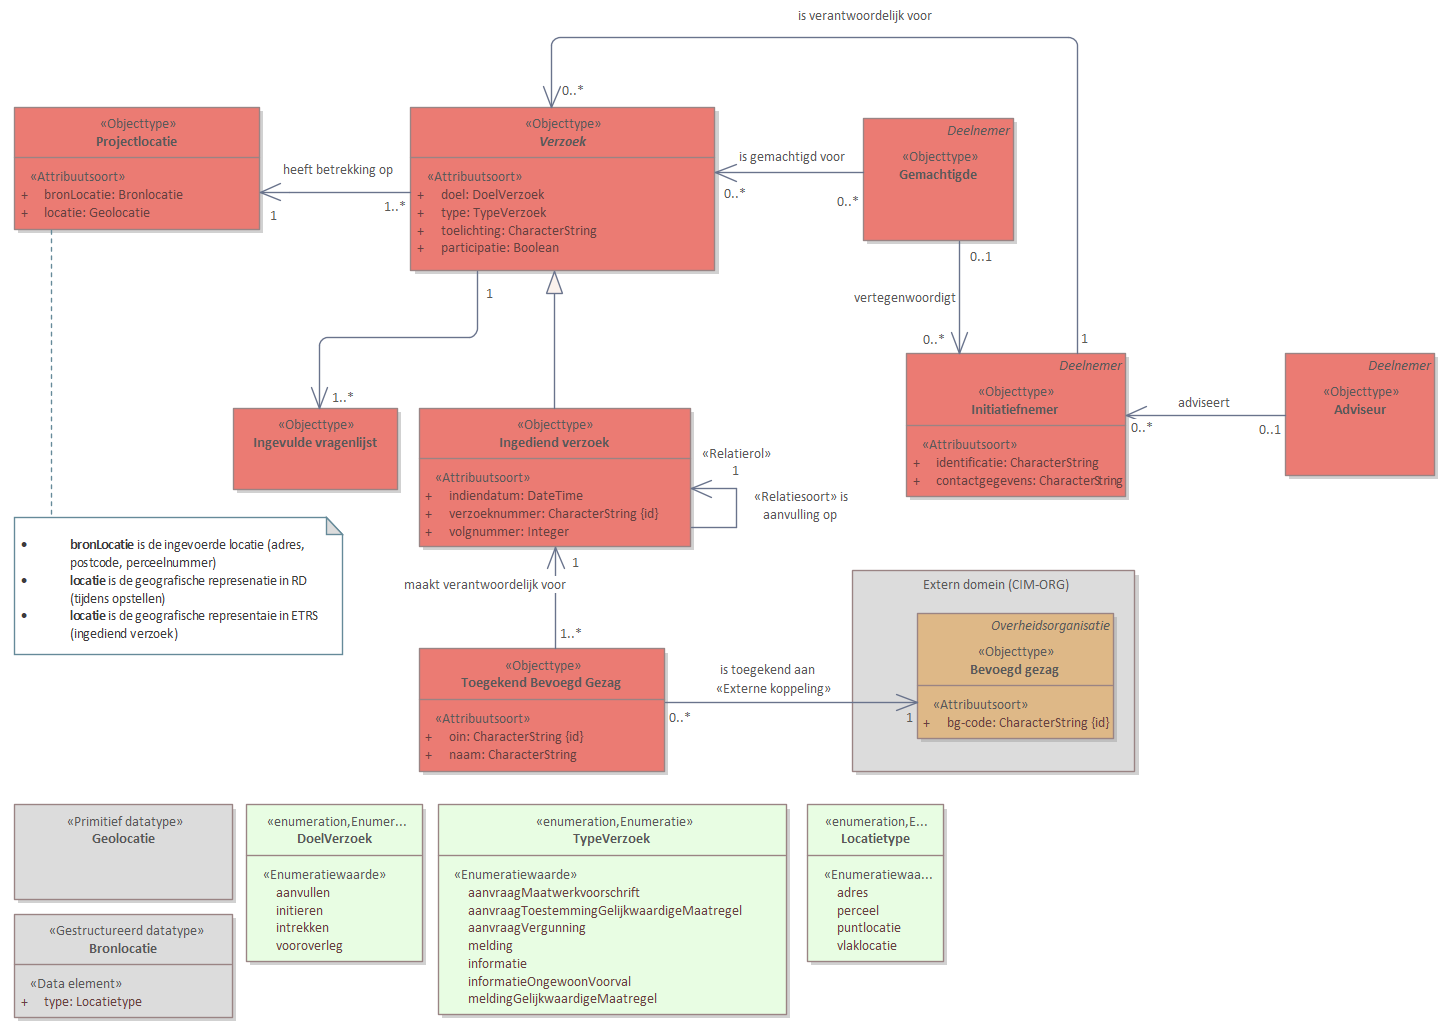 is verantwoordelijk voor
0..*
«Objecttype»
Projectlocatie
«Attribuutsoort»
+ bronLocatie: Bronlocatie
+ locatie: Geolocatie
heeft betrekking op
1
1..*
«Objecttype»
Verzoek
«Attribuutsoort»
+ doel: DoelVerzoek
+ type: TypeVerzoek
+ toelichting: CharacterString
+ participatie: Boolean
is gemachtigd voor
0..*
0..*
Deelnemer
«Objecttype»
Gemachtigde
0..1
vertegenwoordigt
0..*
1
1
1..*
«Objecttype»
Ingevulde vragenlijst
«Objecttype»
Ingediend verzoek
«Attribuutsoort»
+ indiendatum: DateTime
+ verzoeknummer: CharacterString {id}
+ volgnummer: Integer
«Relatierol»
1
«Relatiesoort» is
aanvulling op
Deelnemer
«Objecttype»
Initiatiefnemer
«Attribuutsoort»
+ identificatie: CharacterString
+ contactgegevens: CharacterString
adviseert
0..*
0..1
Deelnemer
«Objecttype»
Adviseur
• bronLocatie is de ingevoerde locatie (adres,
postcode, perceelnummer)
• locatie is de geografische represenatie in RD
(tijdens opstellen)
• locatie is de geografische representaie in ETRS
(ingediend verzoek)
1
maakt verantwoordelijk voor
1..*
«Objecttype»
Toegekend Bevoegd Gezag
«Attribuutsoort»
+ oin: CharacterString {id}
+ naam: CharacterString
is toegekend aan
«Externe koppeling»
0..*
1
Extern domein (CIM-ORG)
Overheidsorganisatie
«Objecttype»
Bevoegd gezag
«Attribuutsoort»
+ bg-code: CharacterString {id}
«Primitief datatype»
Geolocatie
«Gestructureerd datatype»
Bronlocatie
«Data element»
+ type: Locatietype
«enumeration,Enumer...
DoelVerzoek
«Enumeratiewaarde»
aanvullen
initieren
intrekken
vooroverleg
«enumeration,Enumeratie»
TypeVerzoek
«Enumeratiewaarde»
aanvraagMaatwerkvoorschrift
aanvraagToestemmingGelijkwaardigeMaatregel
aanvraagVergunning
melding
informatie
informatieOngewoonVoorval
meldingGelijkwaardigeMaatregel
«enumeration,E...
Locatietype
«Enumeratiewaa...
adres
perceel
puntlocatie
vlaklocatie